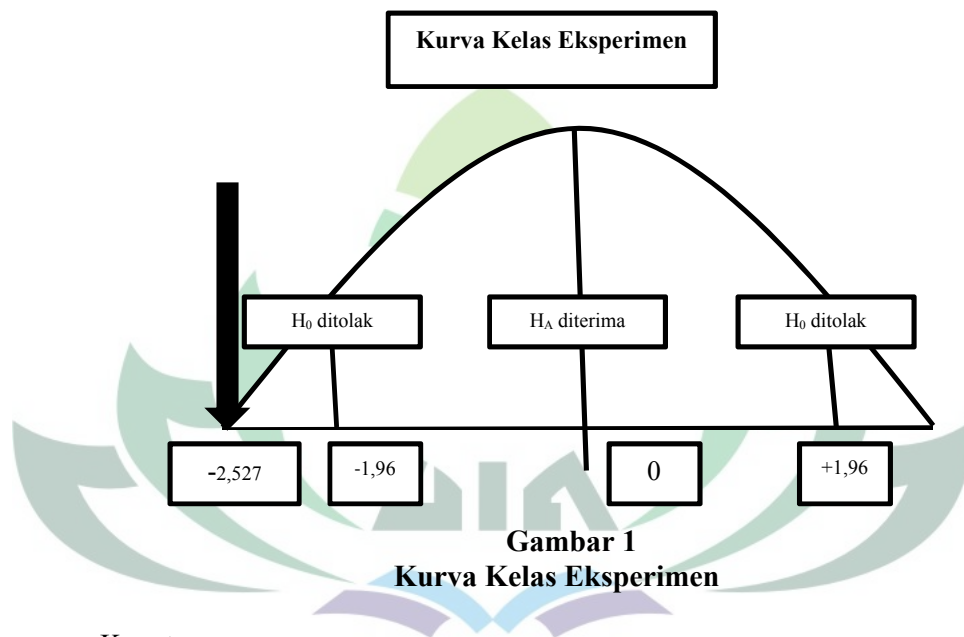 Kurva Kelas Eksperimen
H₀ ditolak
H_A diterima
H₀ ditolak
-2,527
-1,96
0
+1,96
Gambar 1
Kurva Kelas Eksperimen